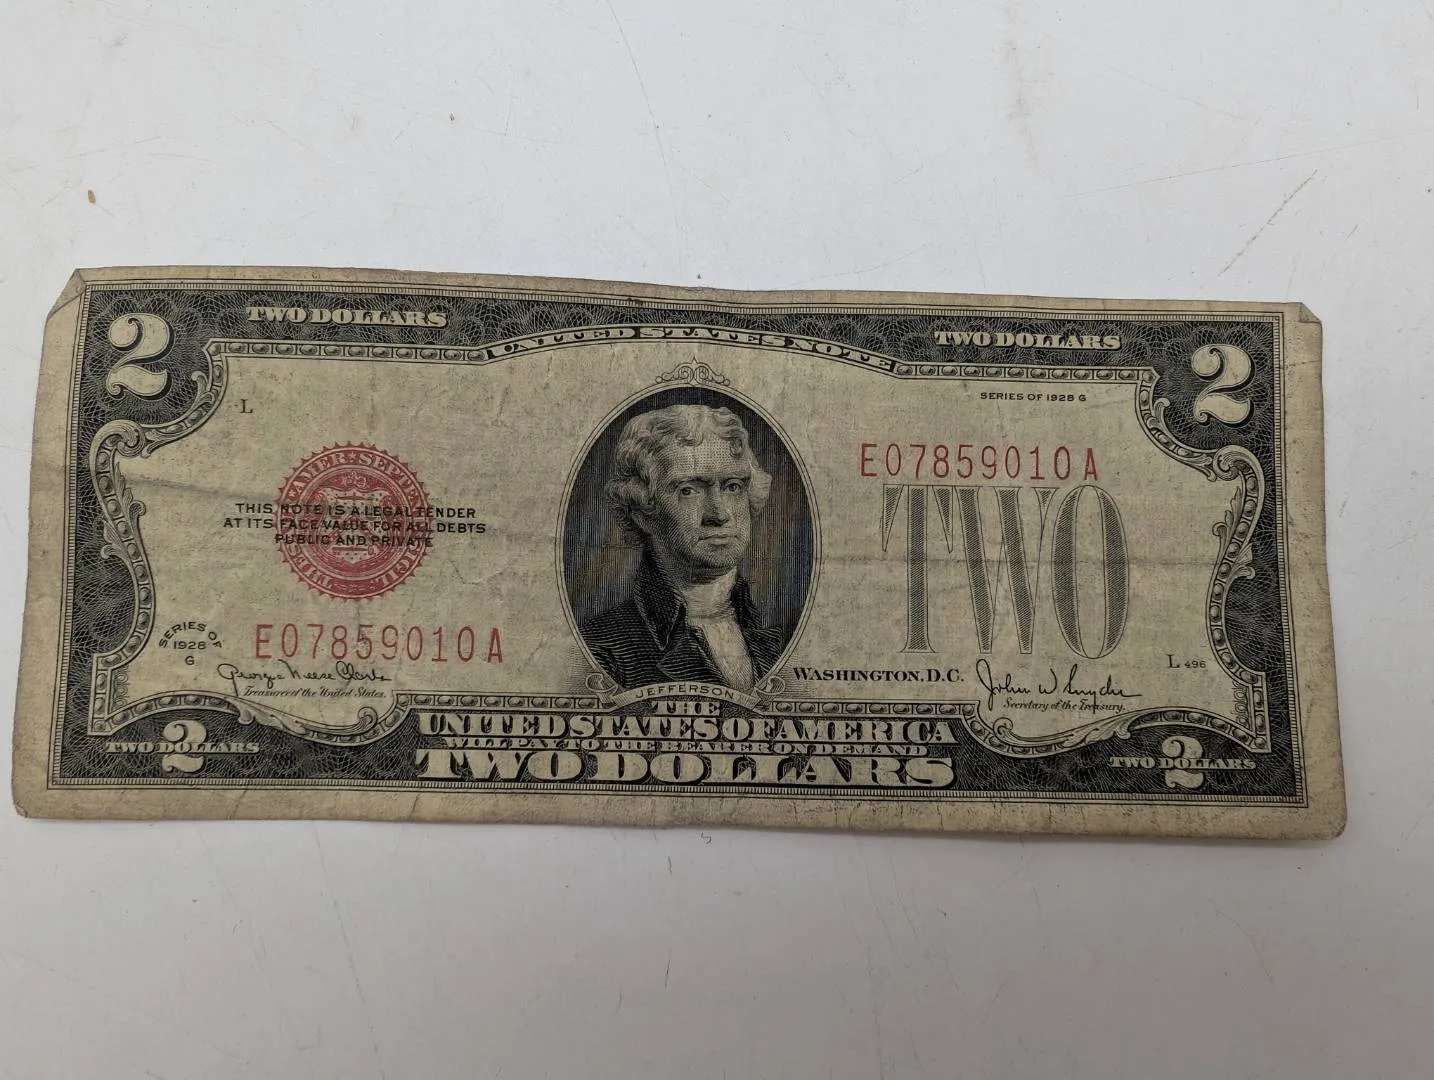 2 TWO DOLLARS UNITED STATES NOTE TWO DOLLARS 2
L
SERIES OF 1928 G
E07859010A
THIS NOTE IS A LEGAL TENDER
AT ITS FACE VALUE FOR ALL DEBTS
PUBLIC AND PRIVATE
TWO
SERIES OF
1928
G
E07859010A
WASHINGTON, D.C.
L 496
Treasurer of the United States.
JEFFERSON
John W Snyder
Secretary of the Treasury.
THE
UNITED STATES OF AMERICA
WILL PAY TO THE BEARER ON DEMAND
TWO DOLLARS
TWO DOLLARS 2
TWO DOLLARS 2